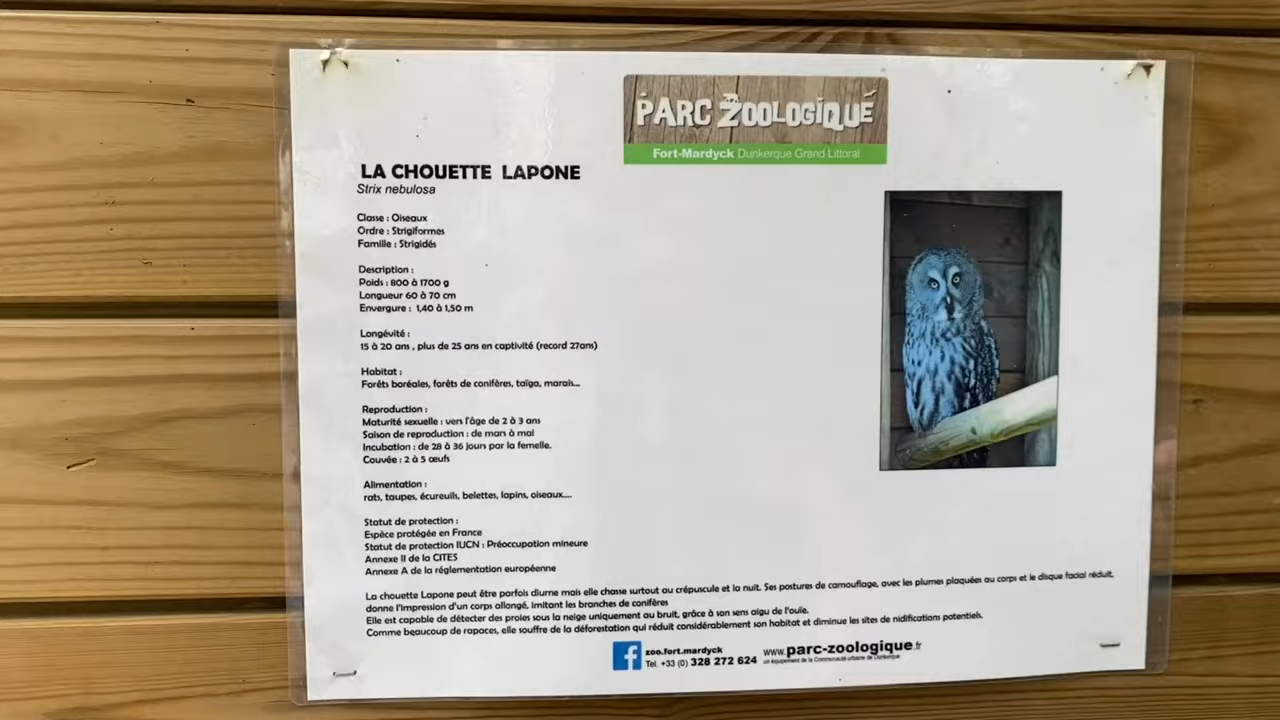 PARC ZOOLOGIQUE
Fort-Mardyck Dunkerque Grand Littoral
LA CHOUETTE LAPONE
Strix nebulosa
Classe : Oiseaux
Ordre : Strigiformes
Famille : Strigidés
Description :
Poids : 800 à 1700 g
Longueur 60 à 70 cm
Envergure : 1,40 à 1,50 m
Longévité :
15 à 20 ans , plus de 25 ans en captivité (record 27ans)
Habitat :
Forêts boréales, forêts de conifères, taïga, marais...
Reproduction :
Maturité sexuelle : vers l'âge de 2 à 3 ans
Saison de reproduction : de mars à mai
Incubation : de 28 à 36 jours par la femelle.
Couvée : 2 à 5 œufs
Alimentation :
rats, taupes, écureuils, belettes, lapins, oiseaux....
Statut de protection :
Espèce protégée en France
Statut de protection IUCN : Préoccupation mineure
Annexe II de la CITES
Annexe A de la réglementation européenne
La chouette Lapone peut être parfois diurne mais elle chasse surtout au crépuscule et la nuit. Ses postures de camouflage, avec les plumes plaquées au corps et le disque facial réduit,
donne l'impression d'un corps allongé, imitant les branches de conifères
Elle est capable de détecter des proies sous la neige uniquement au bruit, grâce à son sens aigu de l'ouïe.
Comme beaucoup de rapaces, elle souffre de la déforestation qui réduit considérablement son habitat et diminue les sites de nidifications potentiels.
f zoo.fort.mardyck
Tel. +33 (0) 328 272 624
www.parc-zoologique.fr
un équipement de la Communauté urbaine de Dunkerque